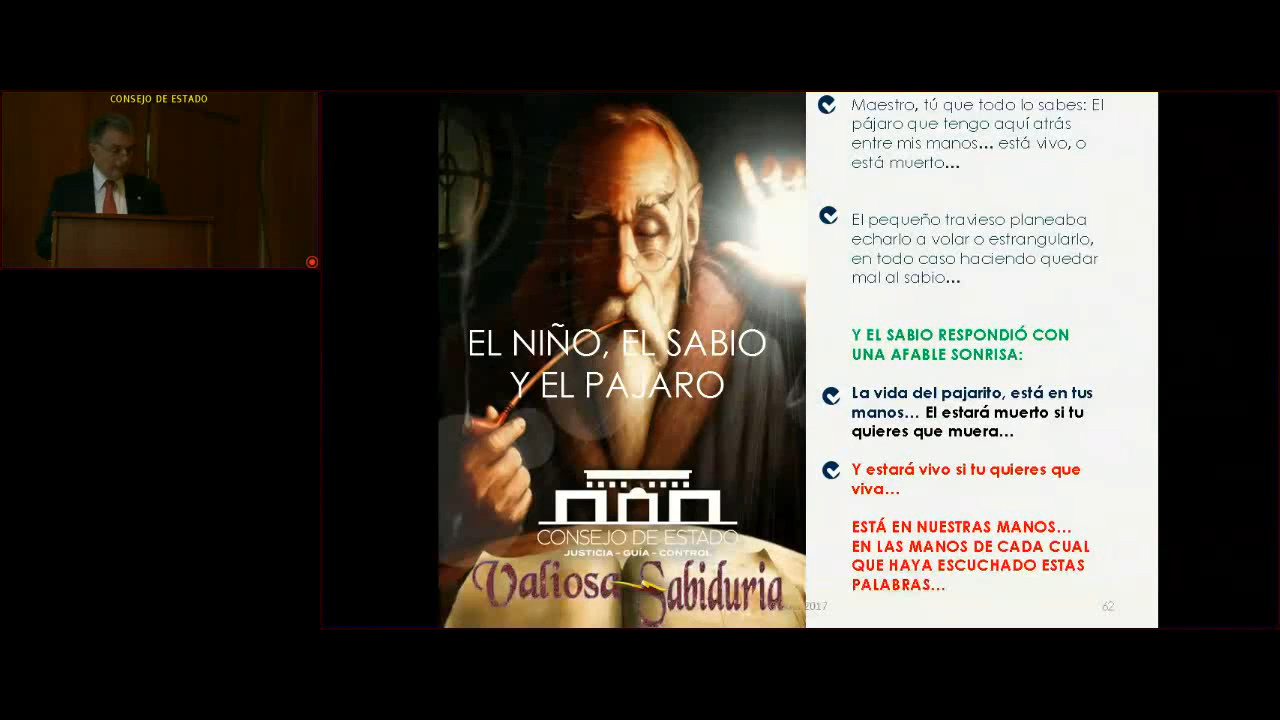 CONSEJO DE ESTADO
EL NIÑO, EL SABIO
Y EL PAJARO
CONSEJO DE ESTADO
JUSTICIA - GUÍA - CONTROL
Valiosa Sabiduria
Maestro, tú que todo lo sabes: El
pájaro que tengo aquí atrás
entre mis manos... está vivo, o
está muerto...
El pequeño travieso planeaba
echarlo a volar o estrangularlo,
en todo caso haciendo quedar
mal al sabio...
Y EL SABIO RESPONDIÓ CON
UNA AFABLE SONRISA:
La vida del pajarito, está en tus
manos... El estará muerto si tu
quieres que muera...
Y estará vivo si tu quieres que
viva...
ESTÁ EN NUESTRAS MANOS...
EN LAS MANOS DE CADA CUAL
QUE HAYA ESCUCHADO ESTAS
PALABRAS...
2017
62